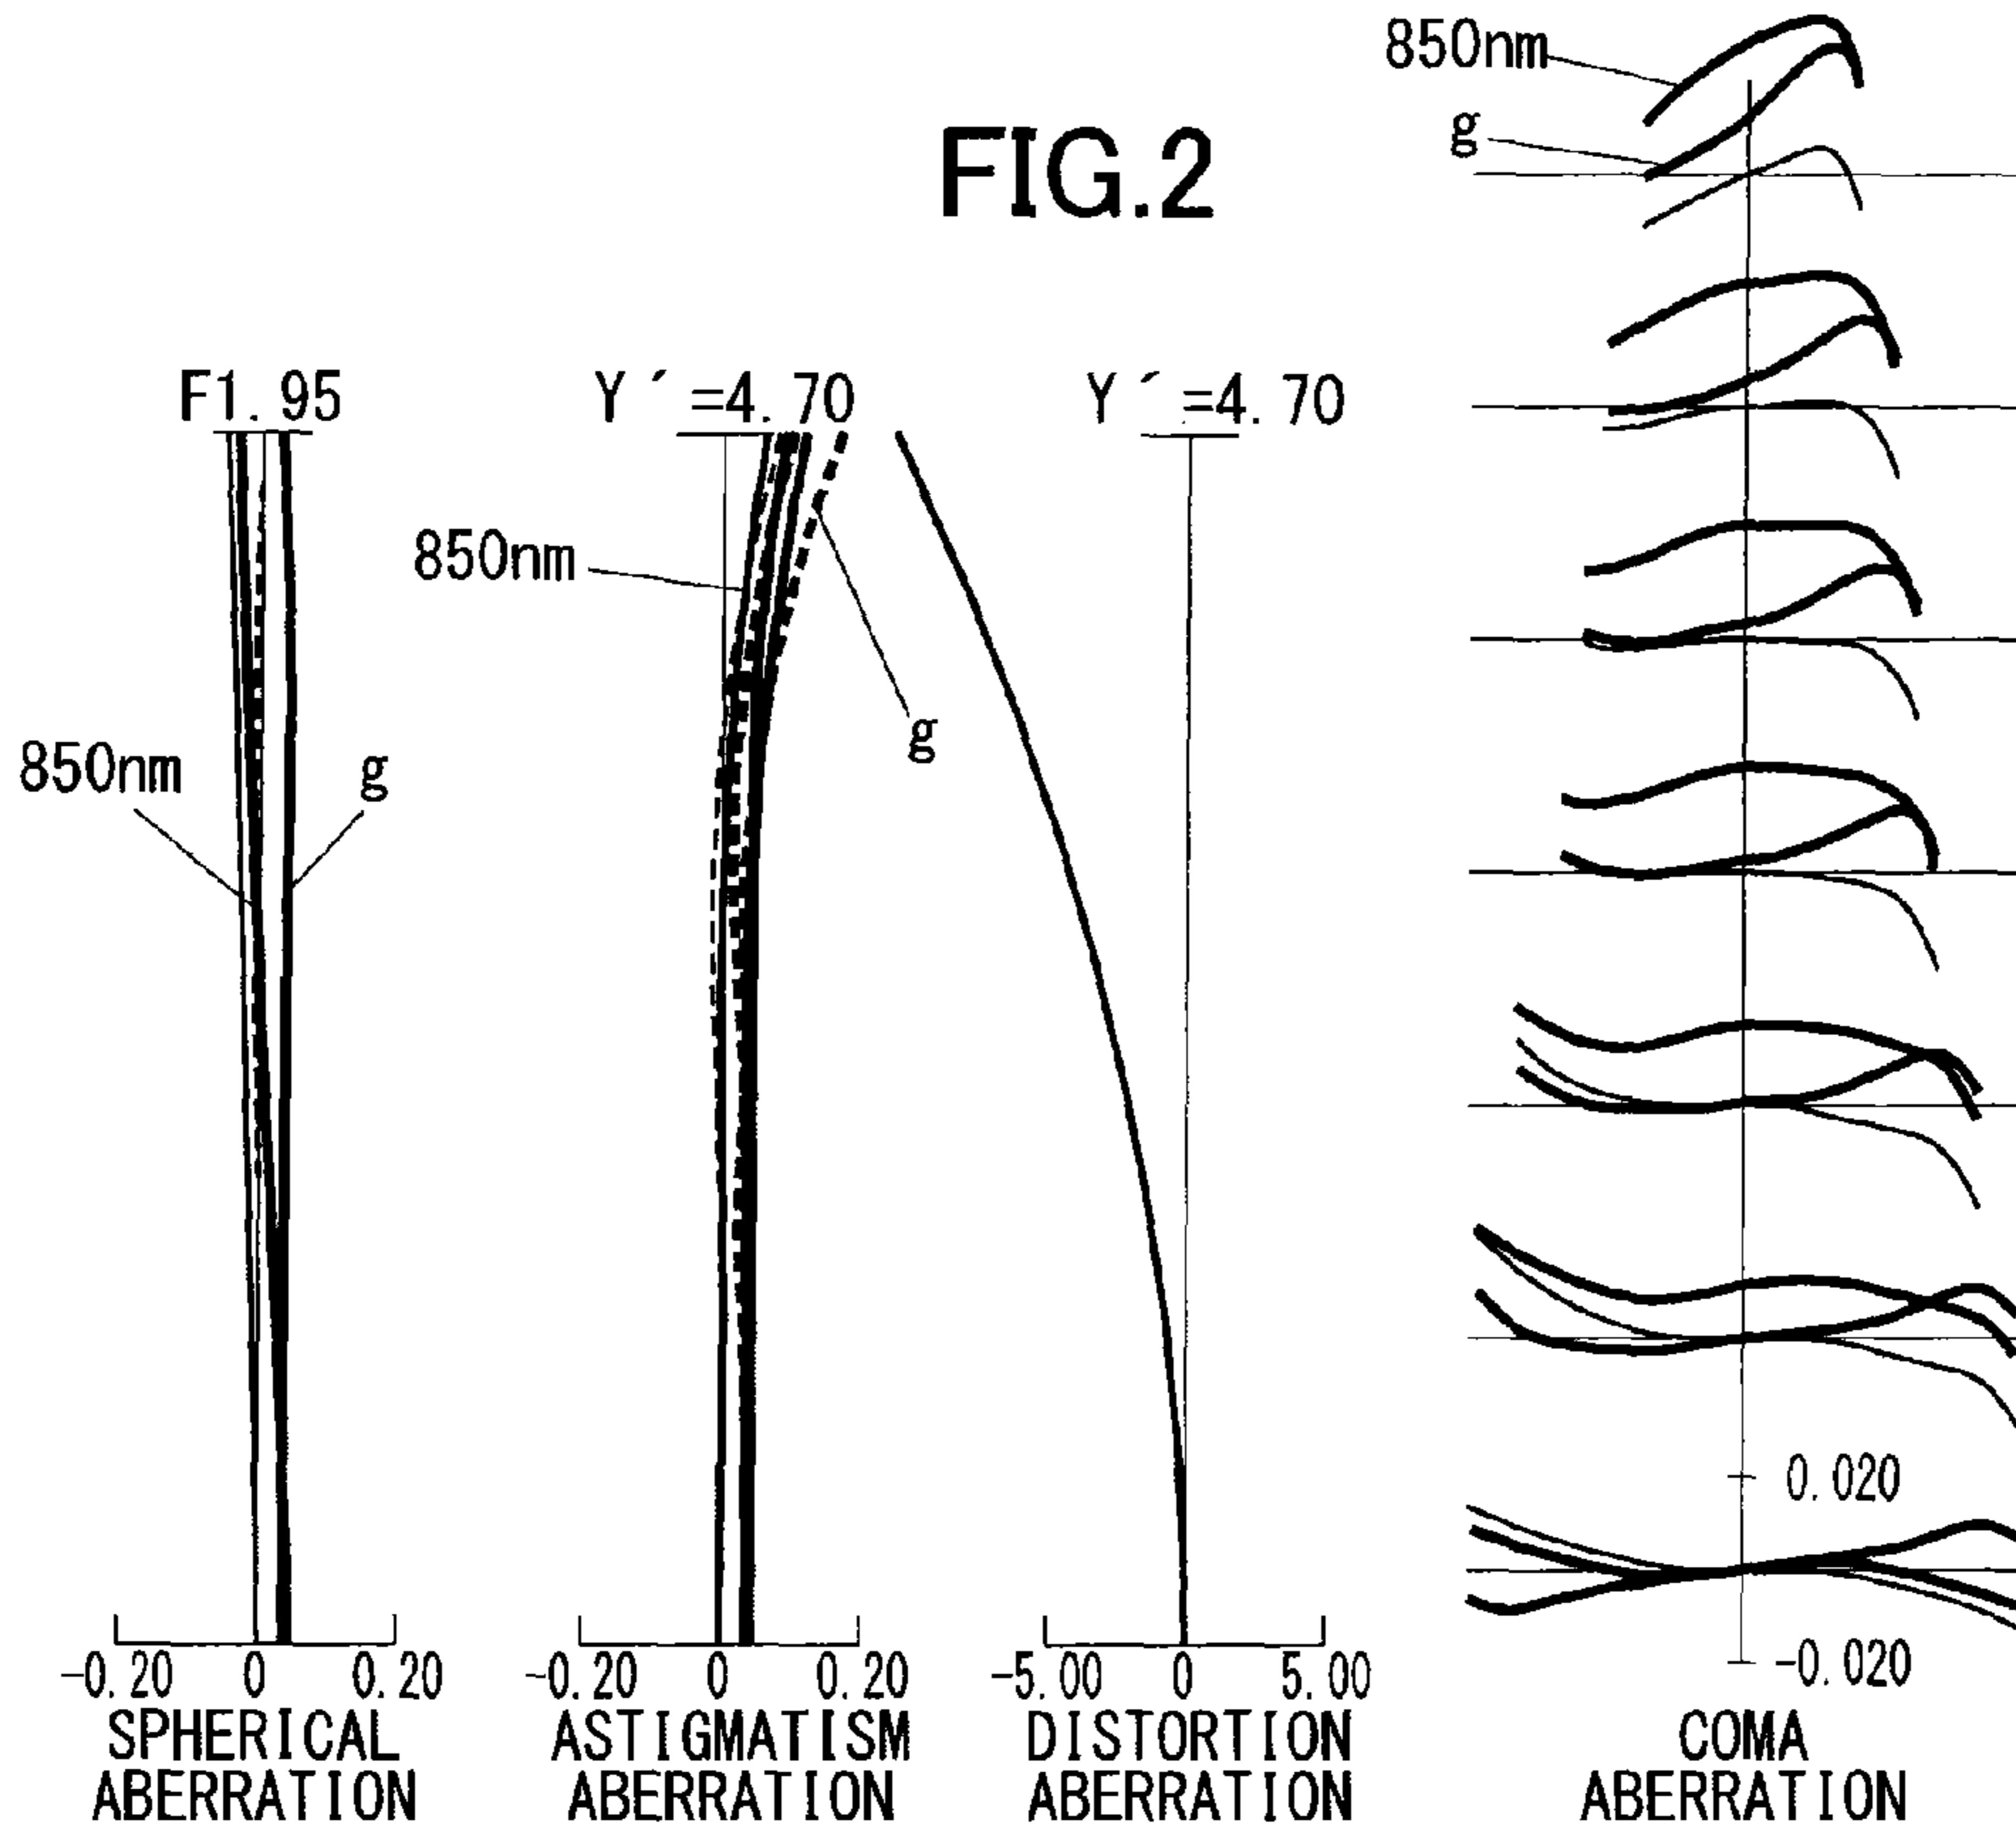 FIG.2
F1.95
850nm
g
-0.20 0 0.20
SPHERICAL
ABERRATION
Y´=4.70
850nm
g
-0.20 0 0.20
ASTIGMATISM
ABERRATION
Y´=4.70
-5.00 0 5.00
DISTORTION
ABERRATION
850nm
g
0.020
-0.020
COMA
ABERRATION